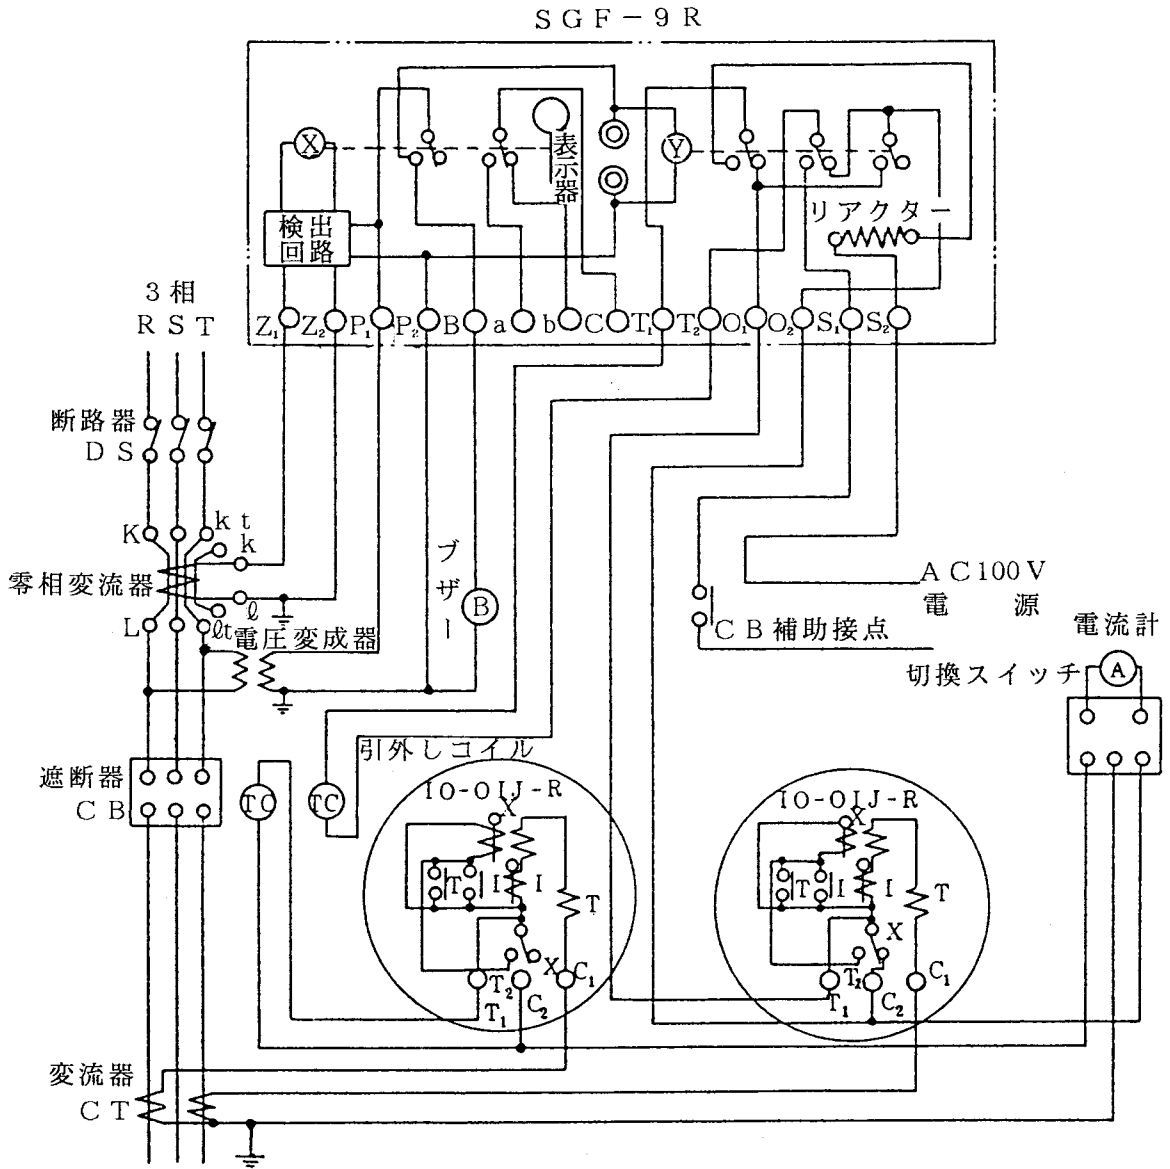 SGF-9R
X
表示器
Y
検出
回路
リアクター
Z₁ Z₂ P₁ P₂ B a b C T₁ T₂ O₁ O₂ S₁ S₂
3相
R S T
断路器
DS
K
kt
k
零相変流器
ℓ
L
ℓt
電圧変成器
ブザー
B
AC100V
電源
CB補助接点
電流計
切換スイッチ
A
引外しコイル
遮断器
CB
TC
TC
IO-OIJ-R
X
T
I
I
T
X
T₂
T₁
C₂
C₁
IO-OIJ-R
X
T
I
I
T
X
T₂
T₁
C₂
C₁
変流器
CT